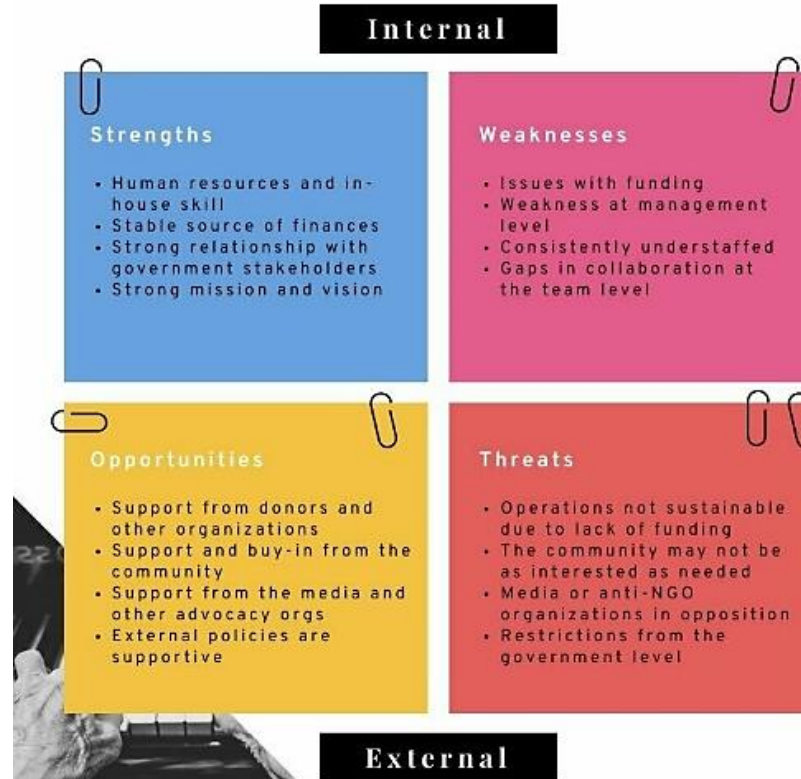 Internal
Strengths
• Human resources and in-
house skill
• Stable source of finances
• Strong relationship with
government stakeholders
• Strong mission and vision
Weaknesses
• Issues with funding
• Weakness at management
level
• Consistently understaffed
• Gaps in collaboration at
the team level
Opportunities
• Support from donors and
other organizations
• Support and buy-in from the
community
• Support from the media and
other advocacy orgs
• External policies are
supportive
Threats
• Operations not sustainable
due to lack of funding
• The community may not be
as interested as needed
• Media or anti-NGO
organizations in opposition
• Restrictions from the
government level
External